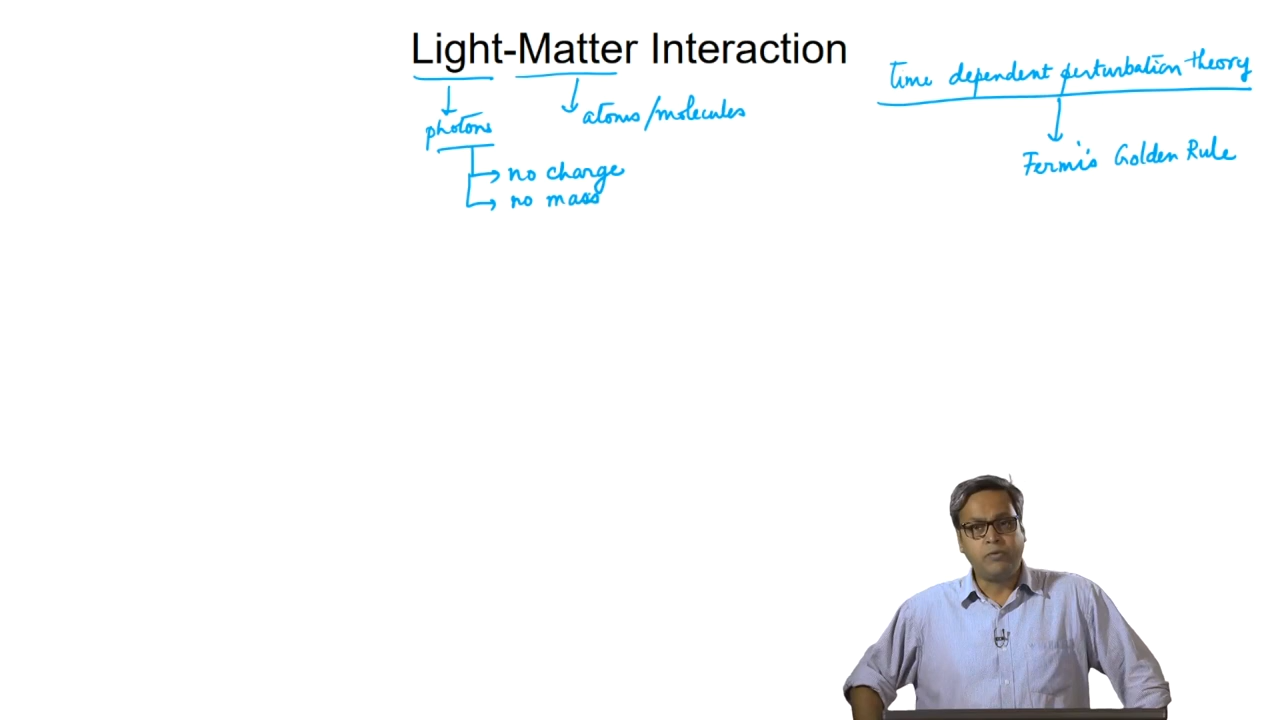 Light-Matter Interaction
Time dependent perturbation theory
photons
atoms/molecules
no charge
no mass
Fermi's Golden Rule